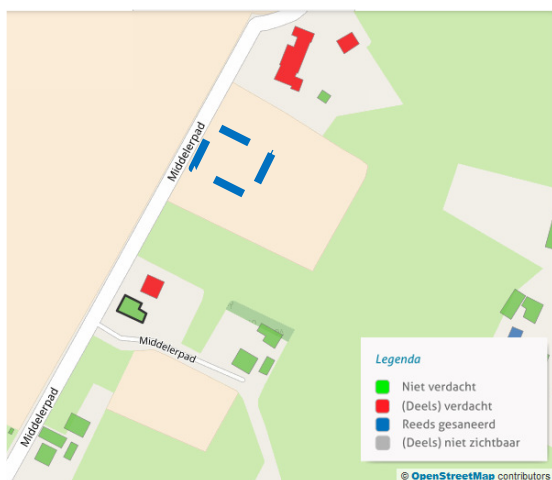 Middelerpad
Middelerpad
Middelerpad
Legenda
Niet verdacht
(Deels) verdacht
Reeds gesaneerd
(Deels) niet zichtbaar
© OpenStreetMap contributors